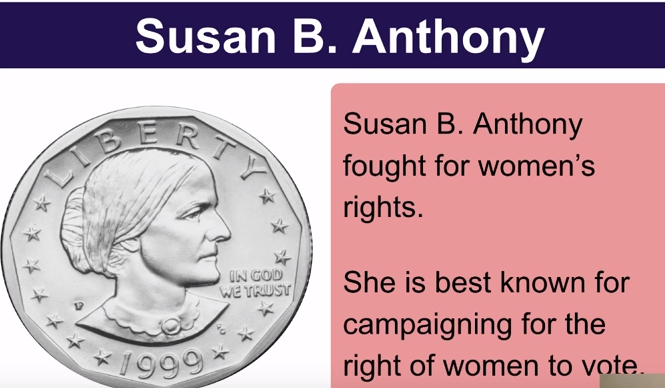 Susan B. Anthony
LIBERTY
IN GOD
WE TRUST
P
1999
Susan B. Anthony
fought for women’s
rights.
She is best known for
campaigning for the
right of women to vote.